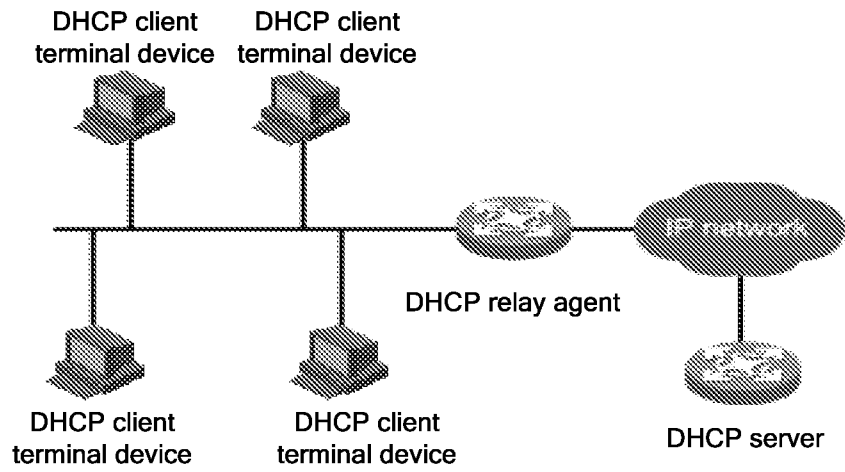 DHCP client
terminal device
DHCP client
terminal device
IP network
DHCP relay agent
DHCP client
terminal device
DHCP client
terminal device
DHCP server